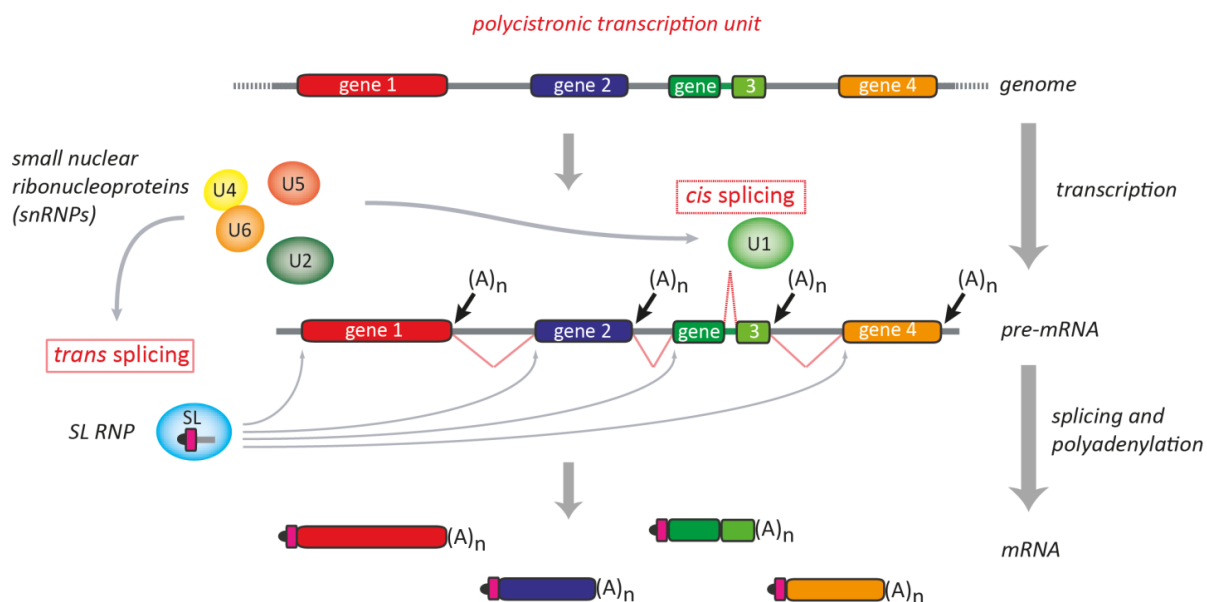 polycistronic transcription unit
gene 1
gene 2
gene
3
gene 4
genome
small nuclear
ribonucleoproteins
(snRNPs)
U4
U5
U6
U2
cis splicing
U1
transcription
(A)n
(A)n
(A)n
(A)n
gene 1
gene 2
gene
3
gene 4
pre-mRNA
trans splicing
SL RNP
SL
splicing and
polyadenylation
(A)n
(A)n
mRNA
(A)n
(A)n